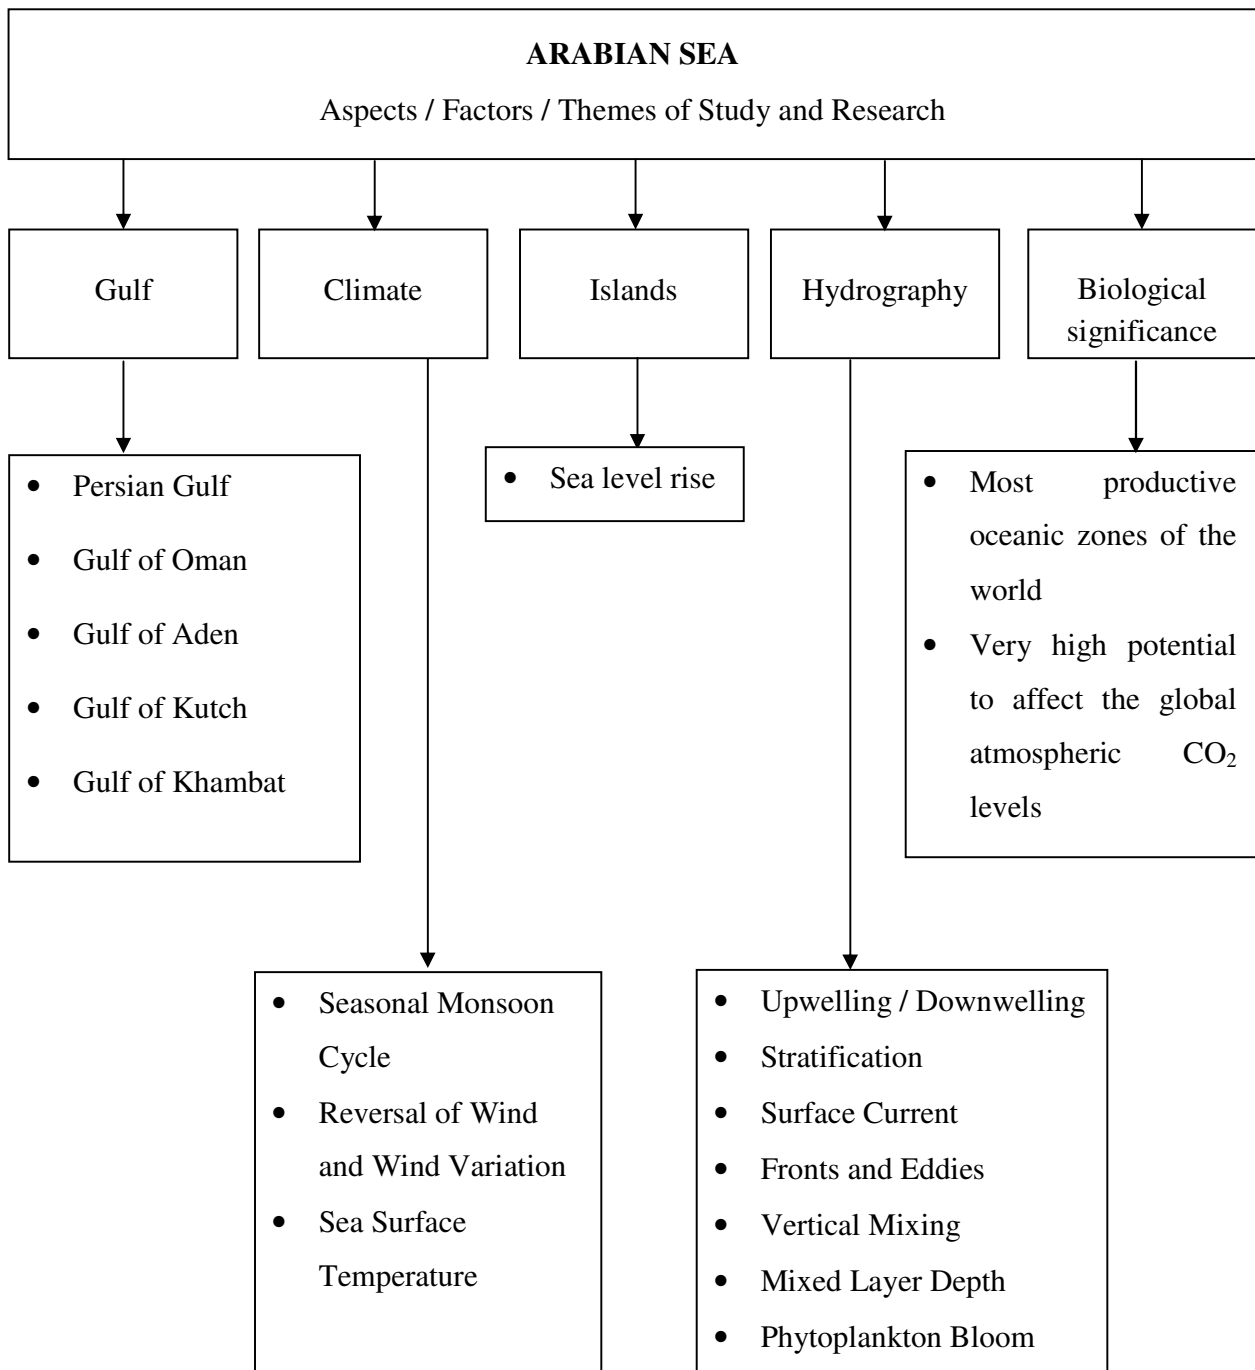 ARABIAN SEA
Aspects / Factors / Themes of Study and Research
Gulf
Climate
Islands
Hydrography
Biological
significance
• Persian Gulf
• Gulf of Oman
• Gulf of Aden
• Gulf of Kutch
• Gulf of Khambat
• Sea level rise
• Most productive
oceanic zones of the
world
• Very high potential
to affect the global
atmospheric CO₂
levels
• Seasonal Monsoon
Cycle
• Reversal of Wind
and Wind Variation
• Sea Surface
Temperature
• Upwelling / Downwelling
• Stratification
• Surface Current
• Fronts and Eddies
• Vertical Mixing
• Mixed Layer Depth
• Phytoplankton Bloom